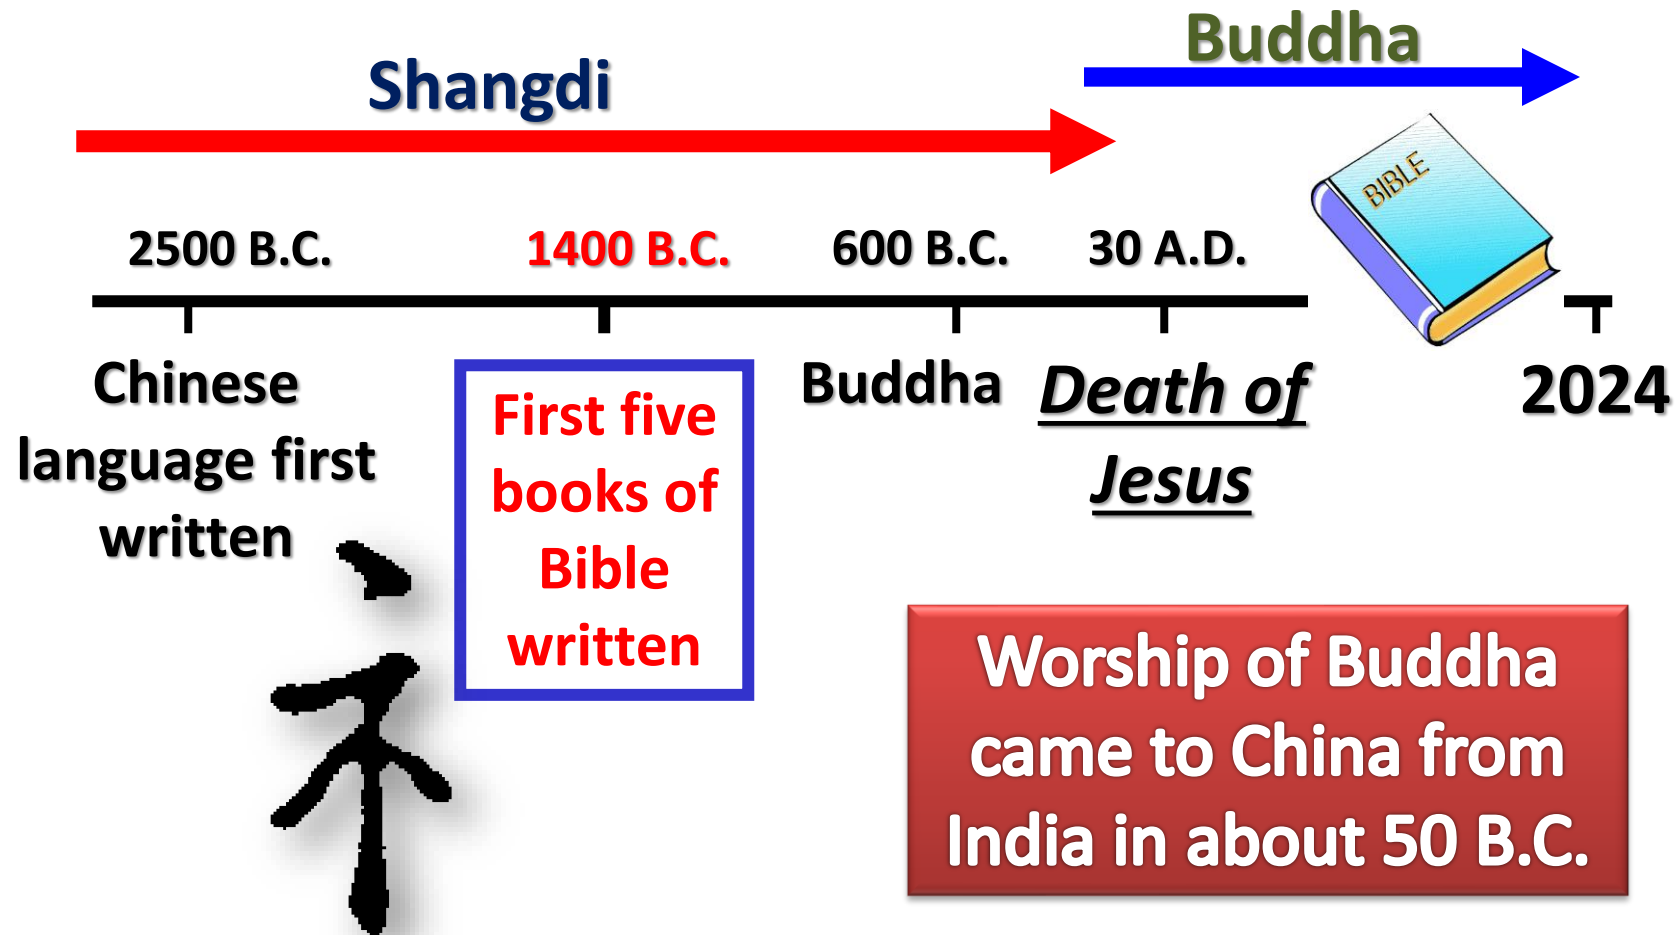 Buddha
Shangdi
BIBLE
2500 B.C.
1400 B.C.
600 B.C.
30 A.D.
Chinese
language first
written
First five
books of
Bible
written
Buddha
Death of
Jesus
2024
礻
Worship of Buddha
came to China from
India in about 50 B.C.